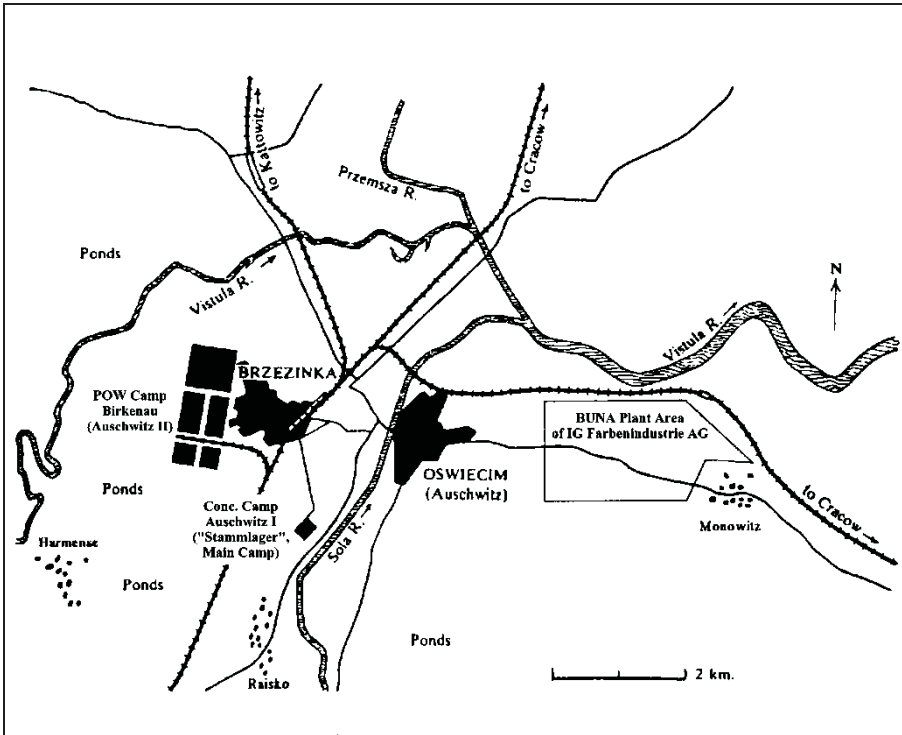 to Kattowitz
Przemsza R.
to Cracow
Ponds
Vistula R.
N
Vistula R.
BRZEZINKA
POW Camp
Birkenau
(Auschwitz II)
BUNA Plant Area
of IG Farbenindustrie AG
OSWIECIM
(Auschwitz)
Ponds
Conc. Camp
Auschwitz I
("Stammlager",
Main Camp)
Sola R.
to Cracow
Monowitz
Harmense
Ponds
Ponds
Raisko
2 km.